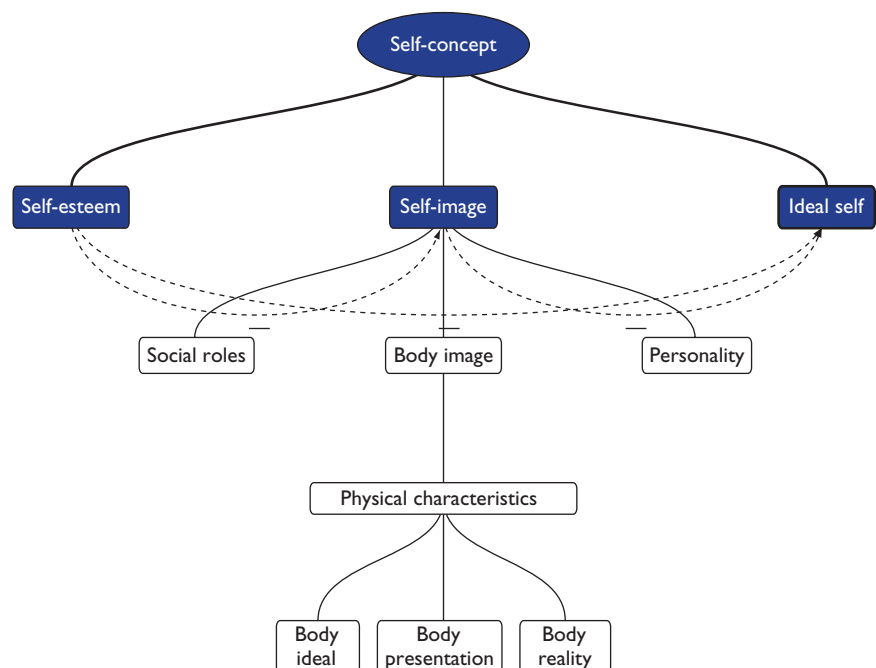 Self-concept
Self-esteem
Self-image
Ideal self
Social roles
Body image
Personality
Physical characteristics
Body
ideal
Body
presentation
Body
reality